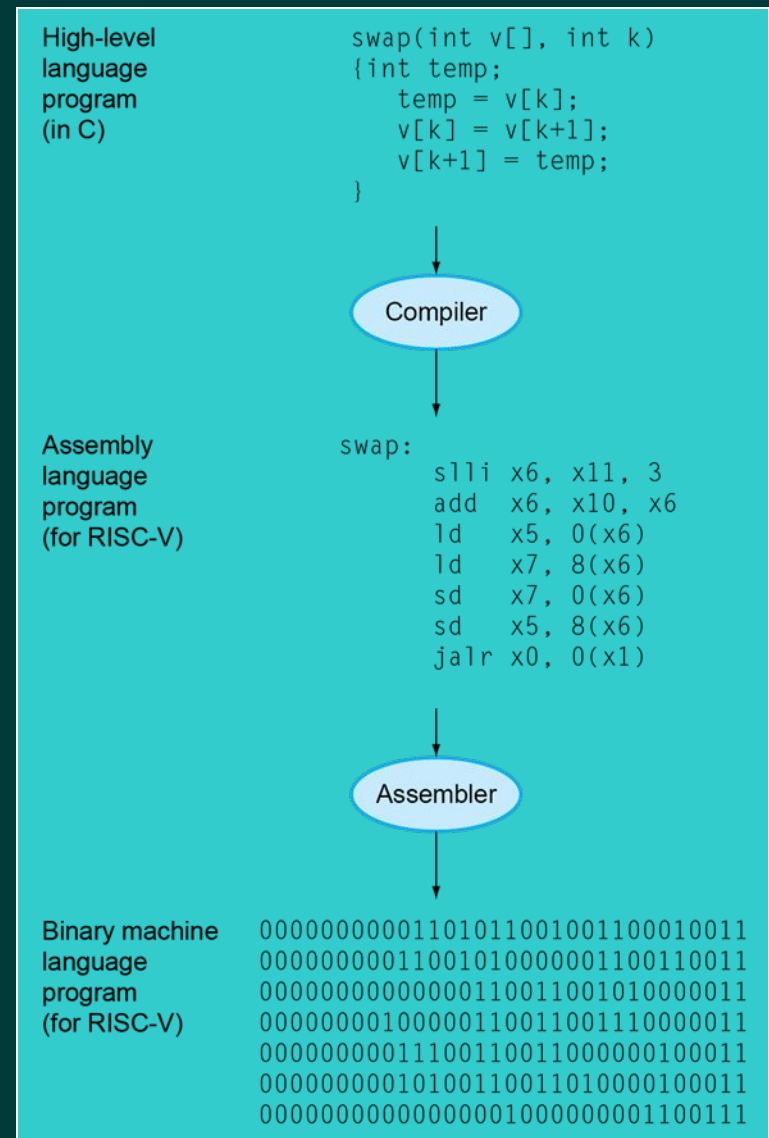 High-level
language
program
(in C)
swap(int v[], int k)
{int temp;
temp = v[k];
v[k] = v[k+1];
v[k+1] = temp;
}
Compiler
Assembly
language
program
(for RISC-V)
swap:
slli x6, x11, 3
add x6, x10, x6
ld x5, 0(x6)
ld x7, 8(x6)
sd x7, 0(x6)
sd x5, 8(x6)
jalr x0, 0(x1)
Assembler
Binary machine
language
program
(for RISC-V)
00000000001101011001001100010011
00000000011001010000001100110011
00000000000000110011001010000011
00000000100000110011001110000011
00000000011100110011000000100011
00000000010100110011010000100011
00000000000000001000000001100111